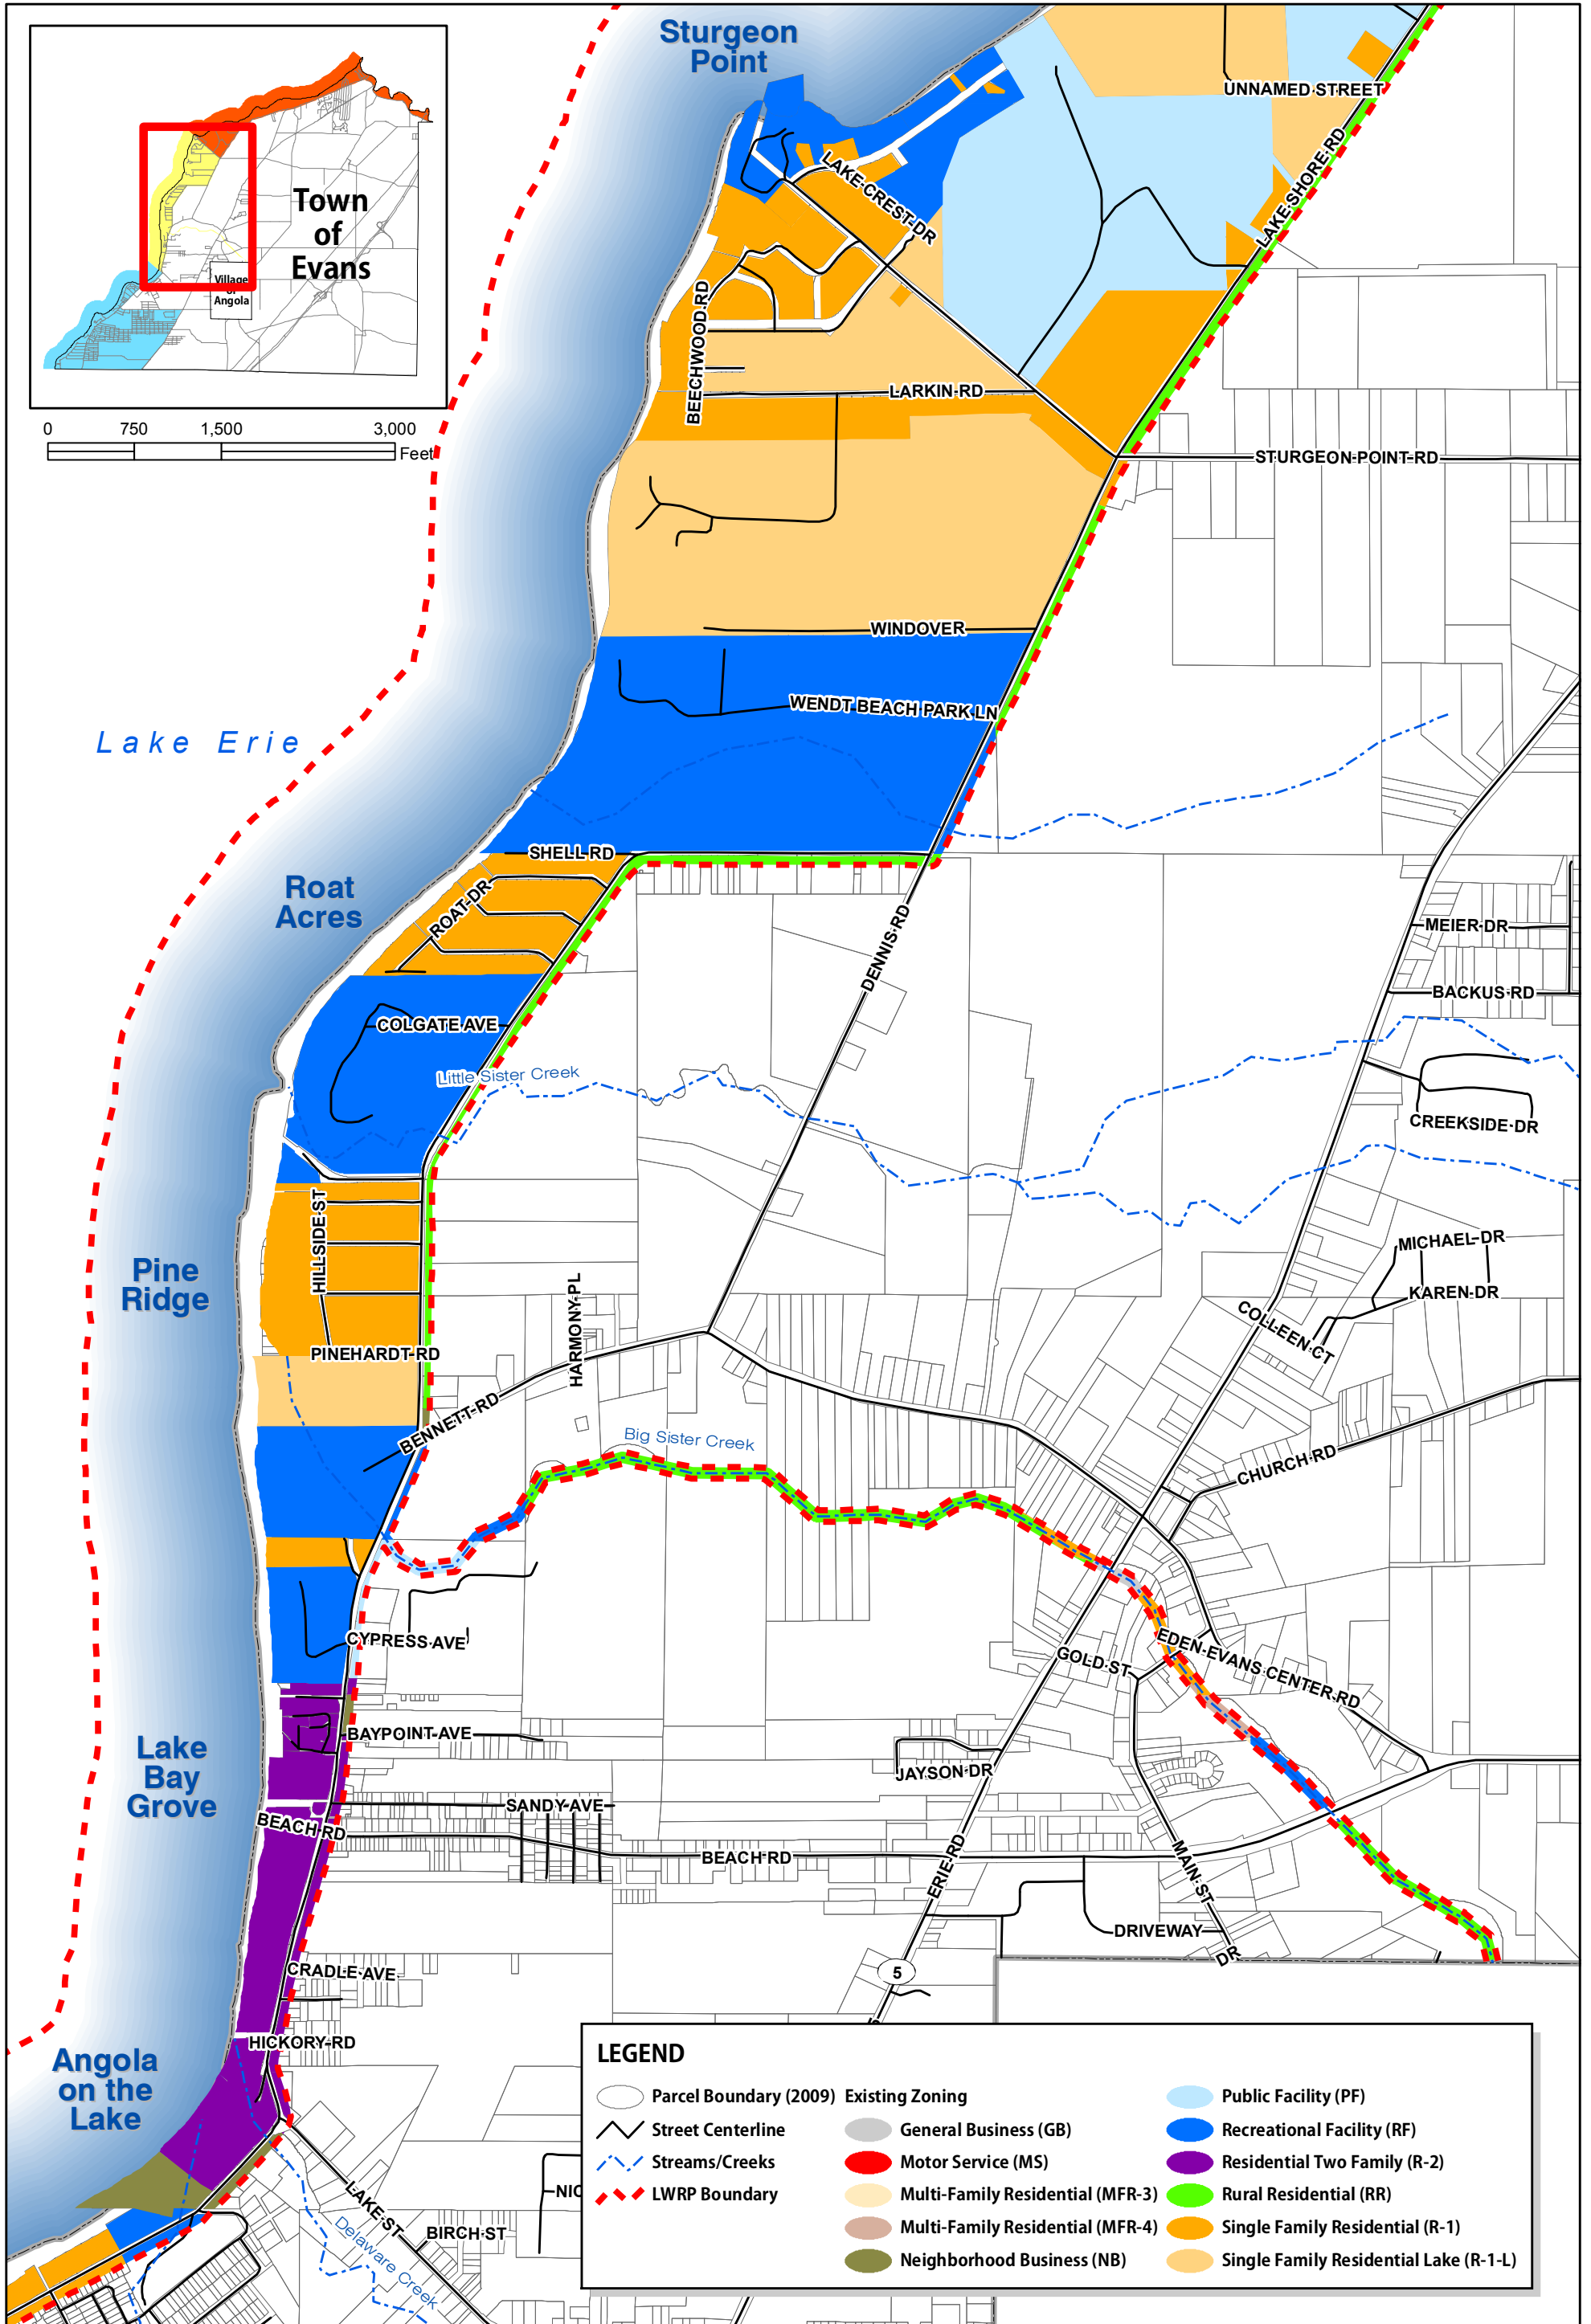 Sturgeon
Point
Town
of
Evans
Village
Angola
0 750 1,500 3,000
Feet
UNNAMED STREET
LAKE SHORE RD
LAKE CREST DR
BEECHWOOD RD
LARKIN RD
STURGEON POINT RD
WINDOVER
WENDT BEACH PARK LN
Lake Erie
SHELL RD
Roat
Acres
ROAT DR
DENNIS RD
MEIER DR
BACKUS RD
COLGATE AVE
Little Sister Creek
CREEKSIDE DR
HILLSIDE ST
Pine
Ridge
MICHAEL DR
KAREN DR
COLLEEN CT
HARMONY PL
PINEHARDT RD
BENNETT RD
Big Sister Creek
CHURCH RD
CYPRESS AVE
EDEN-EVANS CENTER RD
GOLD ST
BAYPOINT AVE
Lake
Bay
Grove
JAYSON DR
SANDY AVE
BEACH RD
BEACH RD
ERIE RD
MAIN ST
DRIVEWAY
DR
5
CRADLE AVE
HICKORY RD
Angola
on the
Lake
LAKE ST
BIRCH ST
Delaware Creek
NIC
LEGEND
Parcel Boundary (2009)
Street Centerline
Streams/Creeks
LWRP Boundary
Existing Zoning
General Business (GB)
Motor Service (MS)
Multi-Family Residential (MFR-3)
Multi-Family Residential (MFR-4)
Neighborhood Business (NB)
Public Facility (PF)
Recreational Facility (RF)
Residential Two Family (R-2)
Rural Residential (RR)
Single Family Residential (R-1)
Single Family Residential Lake (R-1-L)